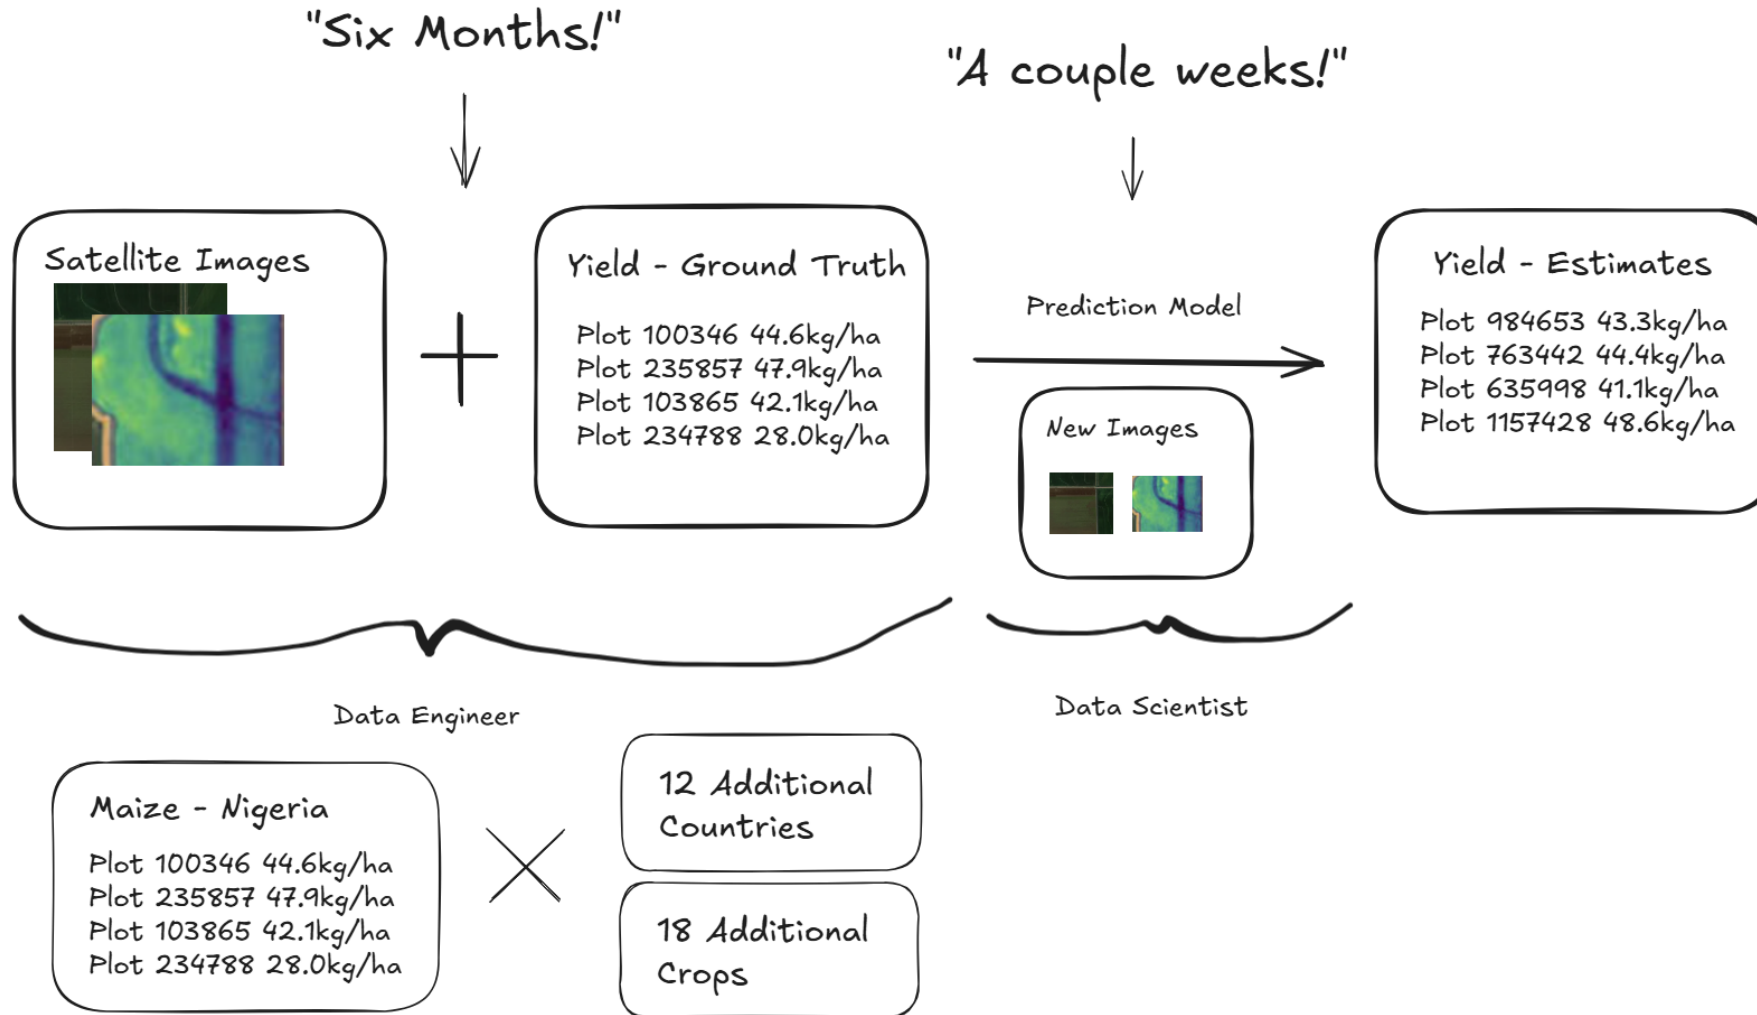 "Six Months!"
"A couple weeks!"
Satellite Images
Yield - Ground Truth
Plot 100346 44.6kg/ha
Plot 235857 47.9kg/ha
Plot 103865 42.1kg/ha
Plot 234788 28.0kg/ha
Prediction Model
New Images
Yield - Estimates
Plot 984653 43.3kg/ha
Plot 763442 44.4kg/ha
Plot 635998 41.1kg/ha
Plot 1157428 48.6kg/ha
Data Engineer
Data Scientist
Maize - Nigeria
Plot 100346 44.6kg/ha
Plot 235857 47.9kg/ha
Plot 103865 42.1kg/ha
Plot 234788 28.0kg/ha
12 Additional
Countries
18 Additional
Crops